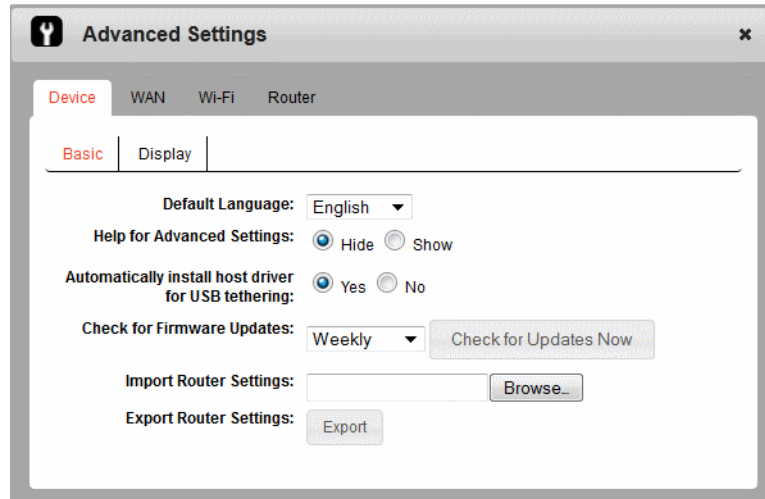 Advanced Settings
Device WAN Wi-Fi Router
Basic Display
Default Language: English
Help for Advanced Settings: Hide Show
Automatically install host driver
for USB tethering: Yes No
Check for Firmware Updates: Weekly Check for Updates Now
Import Router Settings: Browse...
Export Router Settings: Export